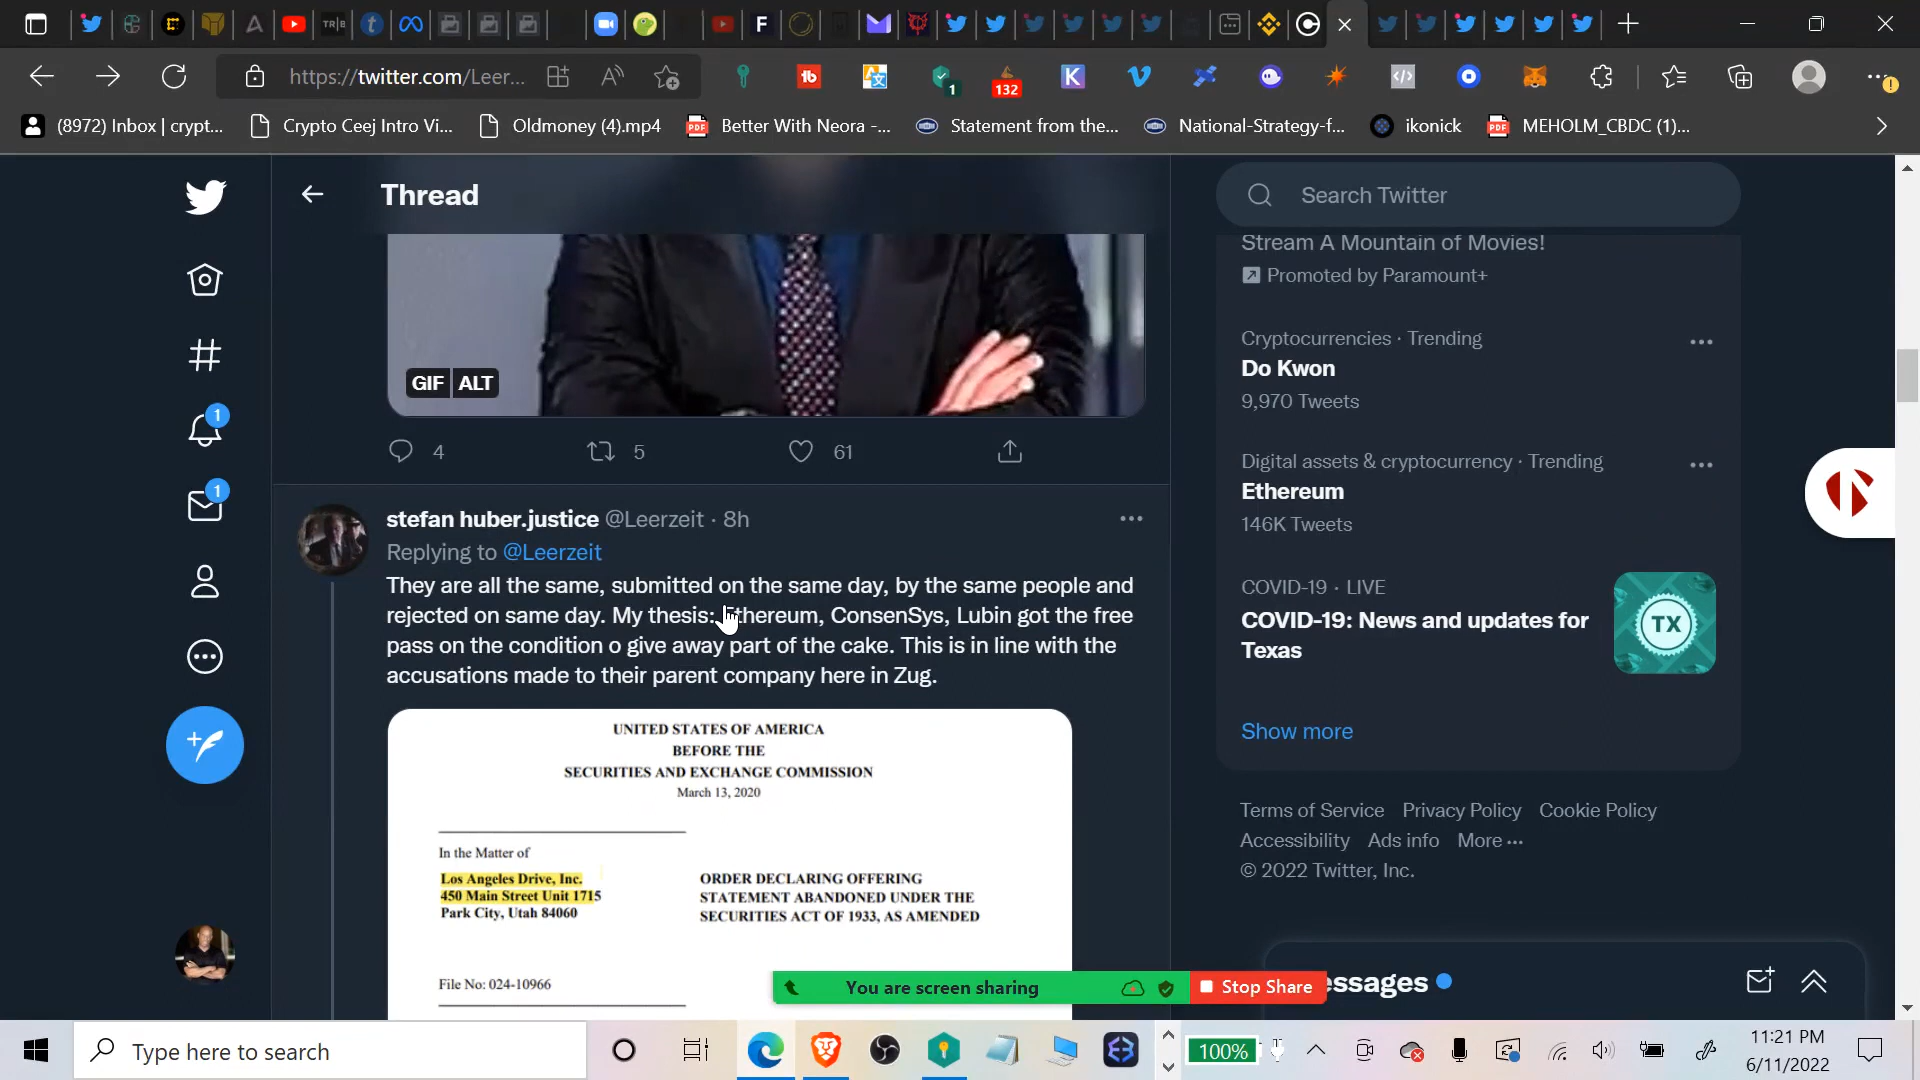 https://twitter.com/Leer...
1
132
(8972) Inbox | crypt...
Crypto Ceej Intro Vi...
Oldmoney (4).mp4
Better With Neora -...
Statement from the...
National-Strategy-f...
ikonick
MEHOLM_CBDC (1)...
Thread
Search Twitter
Stream A Mountain of Movies!
Promoted by Paramount+
Cryptocurrencies · Trending
Do Kwon
9,970 Tweets
Digital assets & cryptocurrency · Trending
Ethereum
146K Tweets
COVID-19 · LIVE
COVID-19: News and updates for
Texas
TX
Show more
Terms of Service Privacy Policy Cookie Policy
Accessibility Ads info More ···
© 2022 Twitter, Inc.
GIF ALT
4 5 61
stefan huber.justice @Leerzeit · 8h
Replying to @Leerzeit
They are all the same, submitted on the same day, by the same people and
rejected on same day. My thesis: Ethereum, ConsenSys, Lubin got the free
pass on the condition o give away part of the cake. This is in line with the
accusations made to their parent company here in Zug.
UNITED STATES OF AMERICA
BEFORE THE
SECURITIES AND EXCHANGE COMMISSION
March 13, 2020
In the Matter of
Los Angeles Drive, Inc.
450 Main Street Unit 1715
Park City, Utah 84060
ORDER DECLARING OFFERING
STATEMENT ABANDONED UNDER THE
SECURITIES ACT OF 1933, AS AMENDED
File No: 024-10966
You are screen sharing
Stop Share
essages
1
1
Type here to search
100%
11:21 PM
6/11/2022